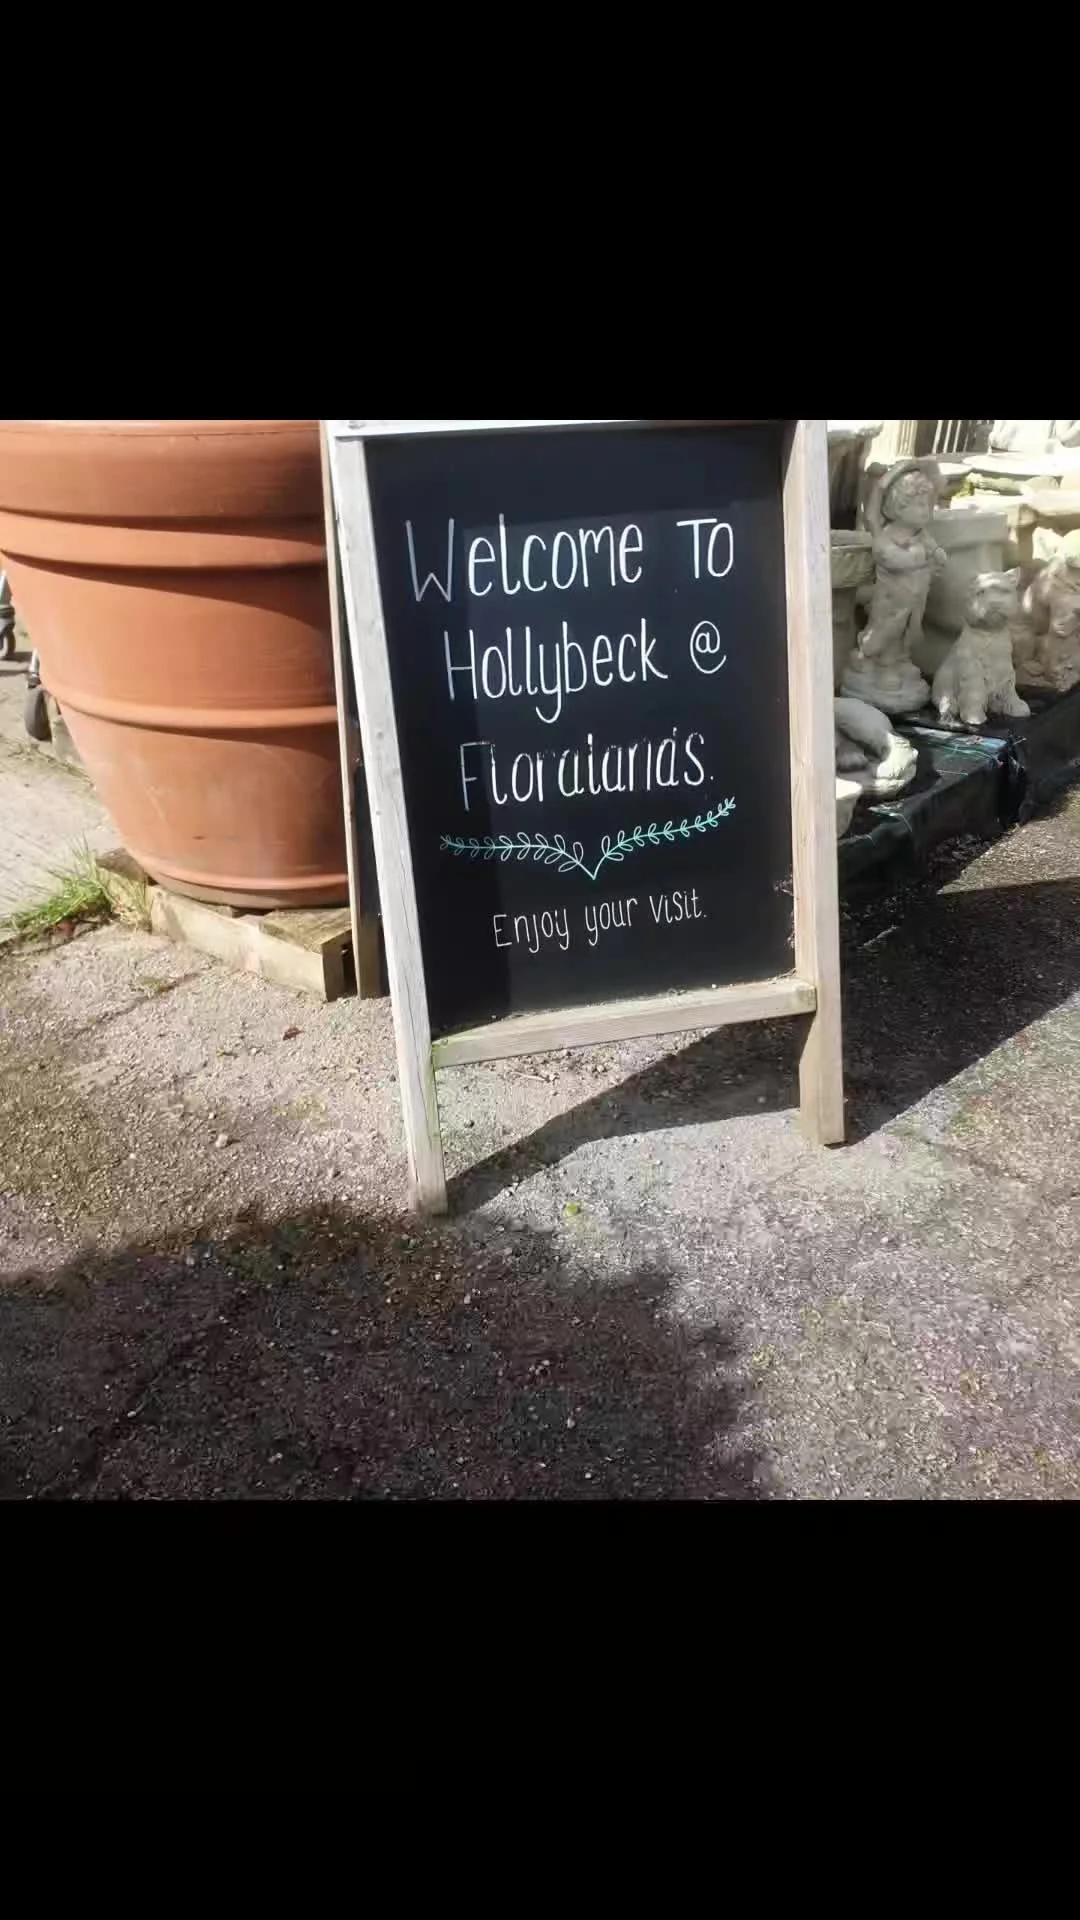 Welcome To
Hollybeck @
Floralands.
Enjoy your visit.